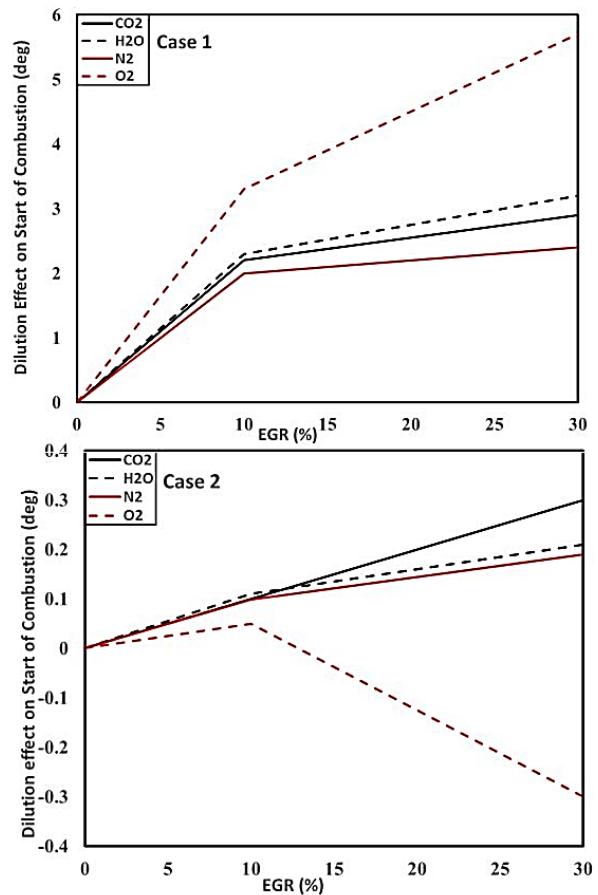 6
5
4
3
2
1
0
Dilution Effect on Start of Combustion (deg)
CO2
H2O
N2
O2
Case 1
0 5 10 15 20 25 30
EGR (%)
0.4
0.3
0.2
0.1
0
-0.1
-0.2
-0.3
-0.4
Dilution effect on Start of Combustion (deg)
CO2
H2O
N2
O2
Case 2
0 5 10 15 20 25 30
EGR (%)